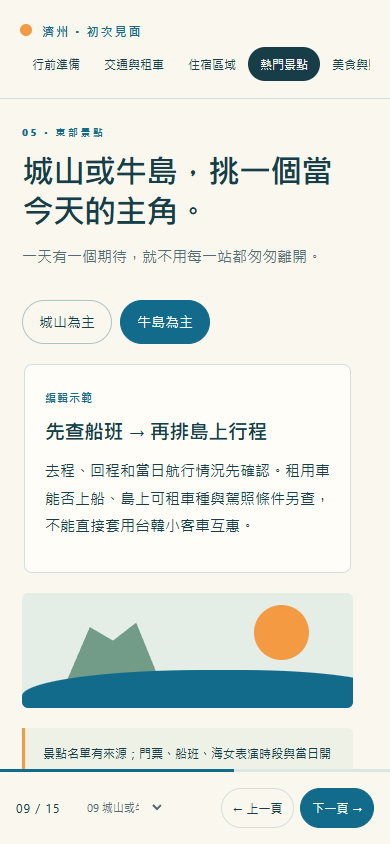 濟州・初次見面
行前準備 交通與租車 住宿區域 熱門景點 美食與
05・東部景點
城山或牛島，挑一個當
今天的主角。
一天有一個期待，就不用每一站都匆匆離開。
城山為主 牛島為主
編輯示範
先查船班 → 再排島上行程
去程、回程和當日航行情況先確認。租用車
能否上船、島上可租車種與駕照條件另查，
不能直接套用台韓小客車互惠。
景點名單有來源；門票、船班、海女表演時段與當日開
09 / 15 09 城山或 ← 上一頁 下一頁 →